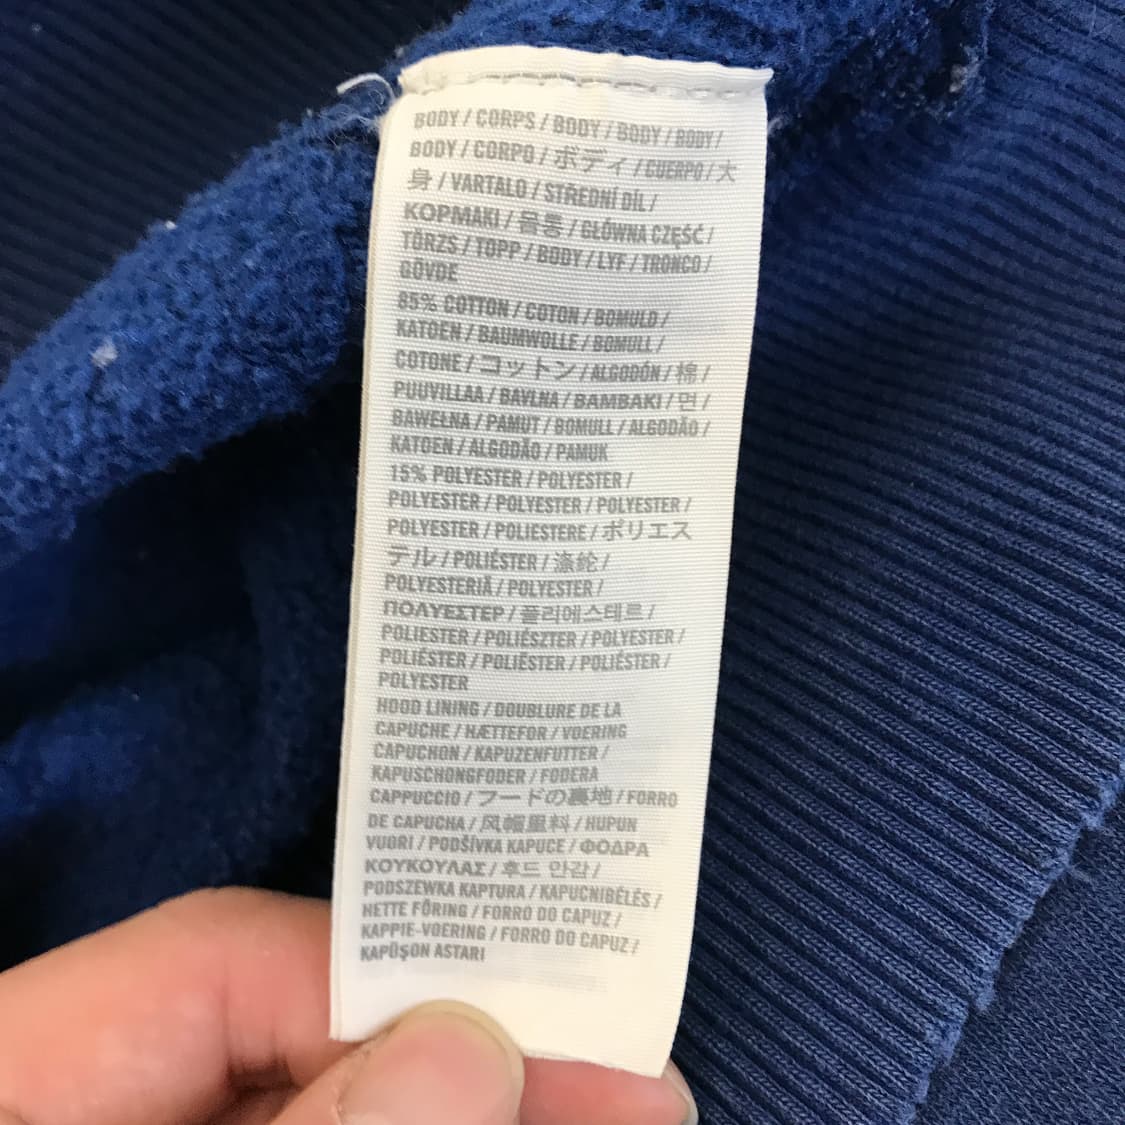 BODY / CORPS / BODY / BODY / BODY /
BODY / CORPO / ボディ / CUERPO / 大
身 / VARTALO / STŘEDNÍ DÍL /
ΚΟΡΜΑΚΙ / 몸통 / GŁÓWNA CZĘŚĆ /
TÖRZS / TOPP / BODY / LYF / TRONCO /
GÖVDE
85% COTTON / COTON / BOMULD /
KATOEN / BAUMWOLLE / BOMULL /
COTONE / コットン / ALGODÓN / 棉 /
PUUVILLAA / BAVLNA / ΒΑΜΒΑΚΙ / 면 /
BAWEŁNA / PAMUT / BOMULL / ALGODÃO /
KATOEN / ALGODÃO / PAMUK
15% POLYESTER / POLYESTER /
POLYESTER / POLYESTER / POLYESTER /
POLYESTER / POLIESTERE / ポリエス
テル / POLIÉSTER / 涤纶 /
POLYESTERIÄ / POLYESTER /
ΠΟΛΥΕΣΤΕΡ / 폴리에스테르 /
POLIESTER / POLIÉSZTER / POLYESTER /
POLIÉSTER / POLIËSTER / POLIÉSTER /
POLYESTER
HOOD LINING / DOUBLURE DE LA
CAPUCHE / HÆTTEFOR / VOERING
CAPUCHON / KAPUZENFUTTER /
KAPUSCHONGFODER / FODERA
CAPPUCCIO / フードの裏地 / FORRO
DE CAPUCHA / 风帽里料 / HUPUN
VUORI / PODŠÍVKA KAPUCE / ΦΟΔΡΑ
ΚΟΥΚΟΥΛΑΣ / 후드 안감 /
PODSZEWKA KAPTURA / KAPUCNIBÉLÉS /
HETTE FÔRING / FORRO DO CAPUZ /
KAPPIE-VOERING / FORRO DO CAPUZ /
KAPÜŞON ASTARI